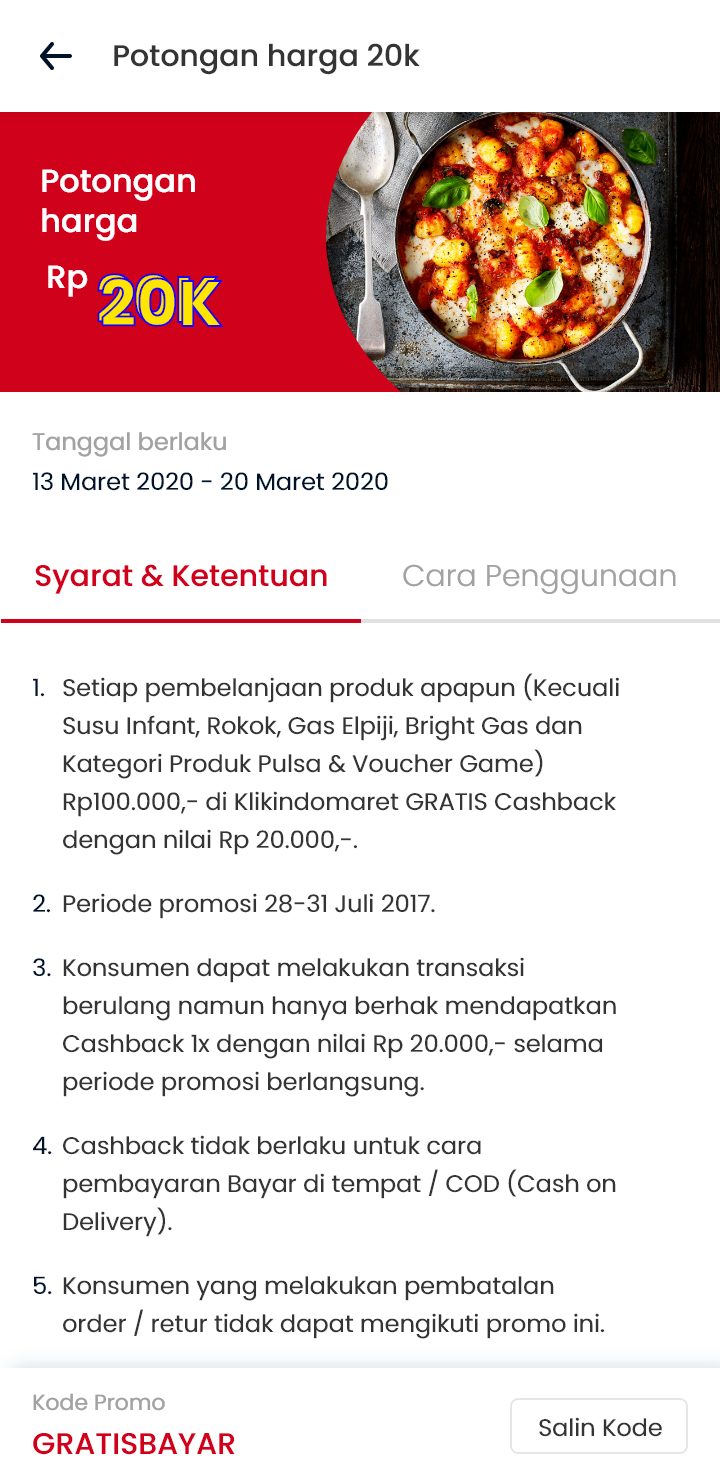 Potongan harga 20k
Potongan
harga
Rp 20K
Tanggal berlaku
13 Maret 2020 - 20 Maret 2020
Syarat & Ketentuan
Cara Penggunaan
1. Setiap pembelanjaan produk apapun (Kecuali
Susu Infant, Rokok, Gas Elpiji, Bright Gas dan
Kategori Produk Pulsa & Voucher Game)
Rp100.000,- di Klikindomaret GRATIS Cashback
dengan nilai Rp 20.000,-.
2. Periode promosi 28-31 Juli 2017.
3. Konsumen dapat melakukan transaksi
berulang namun hanya berhak mendapatkan
Cashback 1x dengan nilai Rp 20.000,- selama
periode promosi berlangsung.
4. Cashback tidak berlaku untuk cara
pembayaran Bayar di tempat / COD (Cash on
Delivery).
5. Konsumen yang melakukan pembatalan
order / retur tidak dapat mengikuti promo ini.
Kode Promo
GRATISBAYAR
Salin Kode